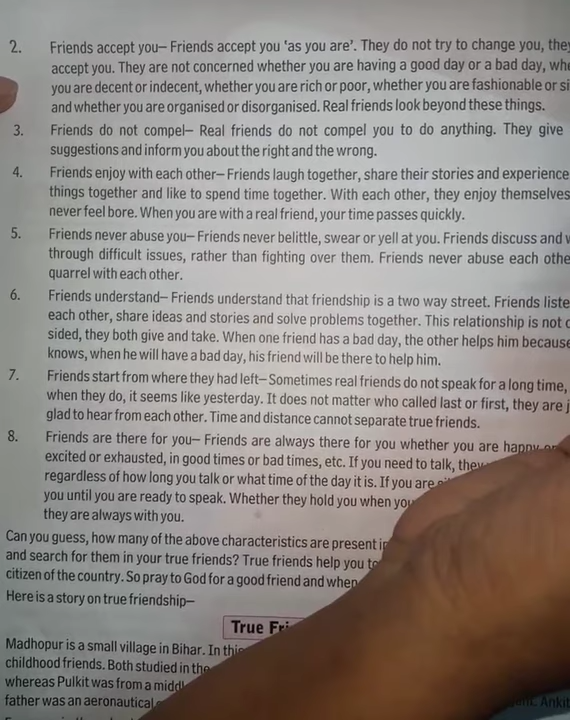 2. Friends accept you– Friends accept you 'as you are'. They do not try to change you, they
accept you. They are not concerned whether you are having a good day or a bad day,
you are decent or indecent, whether you are rich or poor, whether you are fashionable or
and whether you are organised or disorganised. Real friends look beyond these things.
3. Friends do not compel– Real friends do not compel you to do anything. They give
suggestions and inform you about the right and the wrong.
4. Friends enjoy with each other– Friends laugh together, share their stories and experience
things together and like to spend time together. With each other, they enjoy themselves
never feel bore. When you are with a real friend, your time passes quickly.
5. Friends never abuse you– Friends never belittle, swear or yell at you. Friends discuss and
through difficult issues, rather than fighting over them. Friends never abuse each
quarrel with each other.
6. Friends understand– Friends understand that friendship is a two way street. Friends
each other, share ideas and stories and solve problems together. This relationship is not
sided, they both give and take. When one friend has a bad day, the other helps him because
knows, when he will have a bad day, his friend will be there to help him.
7. Friends start from where they had left– Sometimes real friends do not speak for a long time,
when they do, it seems like yesterday. It does not matter who called last or first, they are
glad to hear from each other. Time and distance cannot separate true friends.
8. Friends are there for you– Friends are always there for you whether you are happy
excited or exhausted, in good times or bad times, etc. If you need to talk, they
regardless of how long you talk or what time of the day it is. If you are
you until you are ready to speak. Whether they hold you when you
they are always with you.
Can you guess, how many of the above characteristics are present
and search for them in your true friends? True friends help you
citizen of the country. So pray to God for a good friend and when
Here is a story on true friendship–
True
Madhopur is a small village in Bihar. In
childhood friends. Both studied in the
whereas Pulkit was from a
father was an aeronautical Ankit